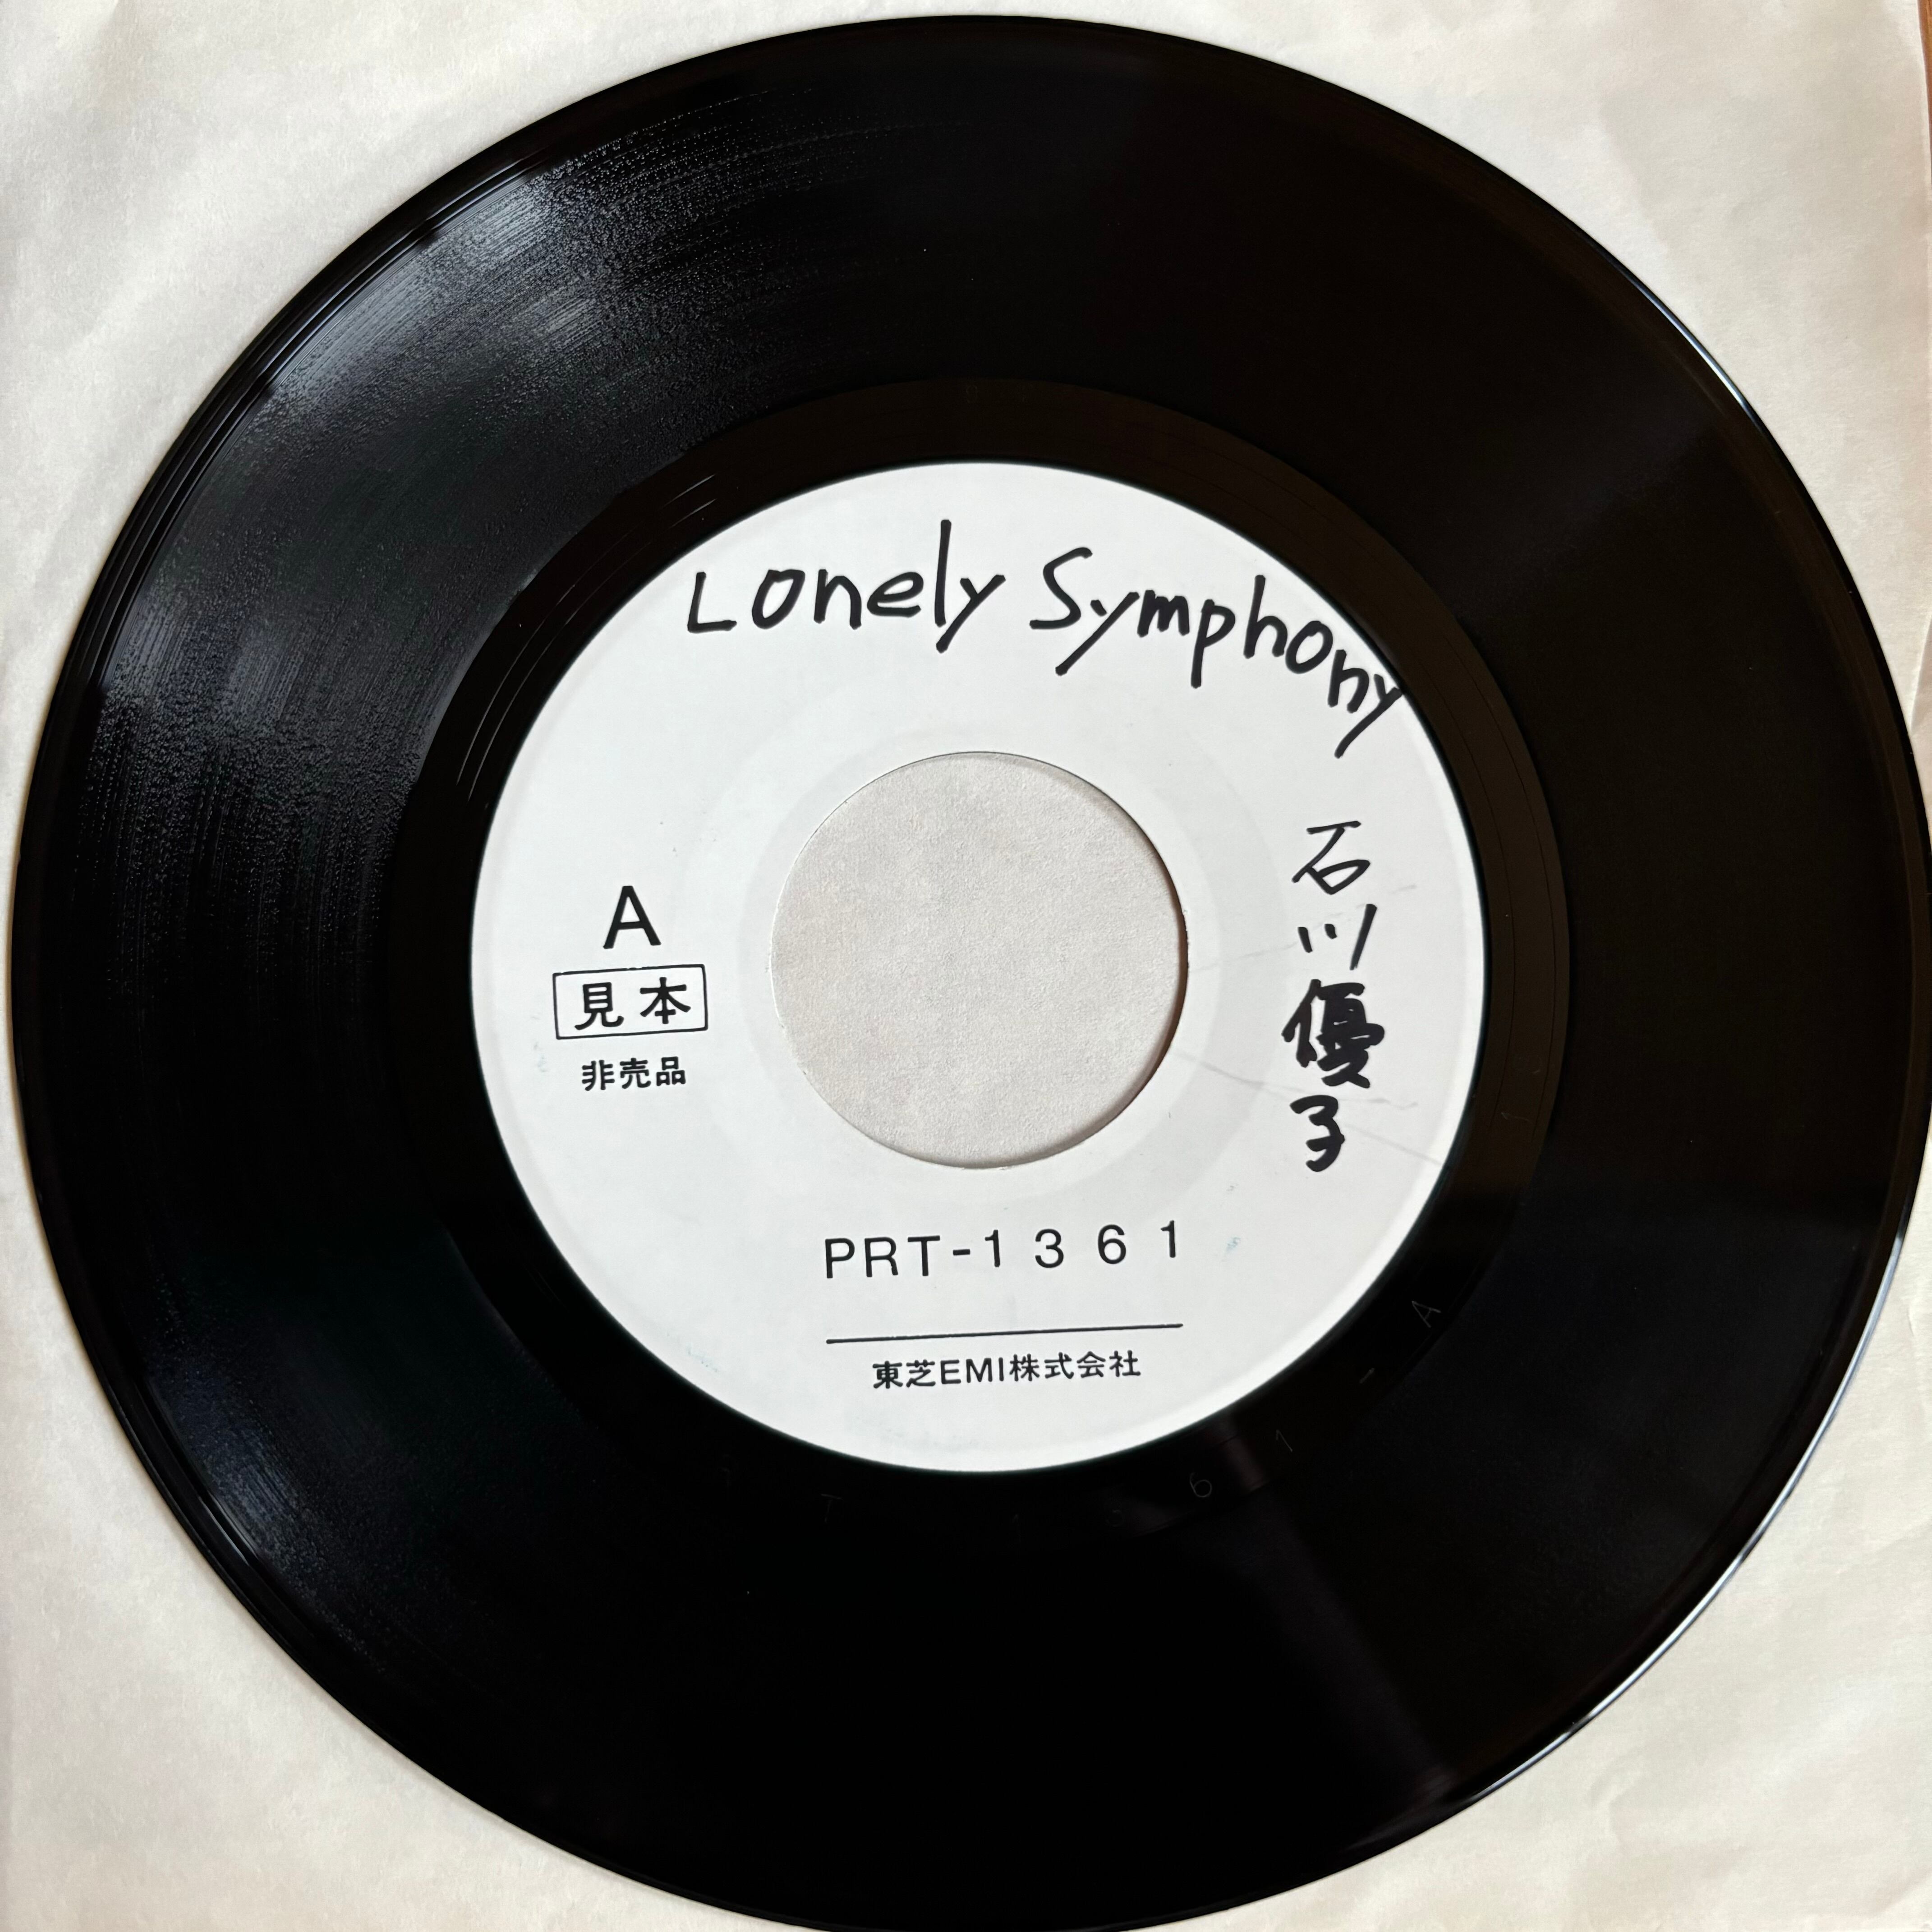 Lonely Symphony
石川優子
A
見本
非売品
PRT-1361
東芝EMI株式会社